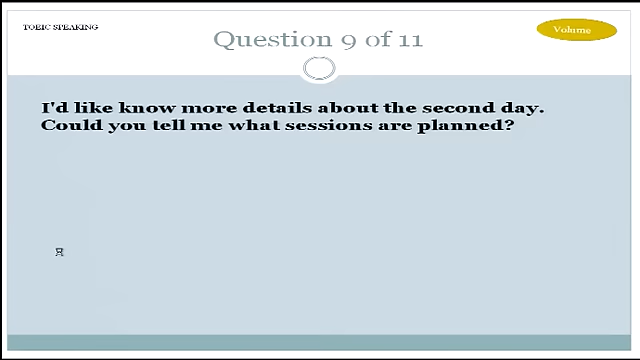 TOEIC SPEAKING
Volume
Question 9 of 11
I'd like know more details about the second day.
Could you tell me what sessions are planned?